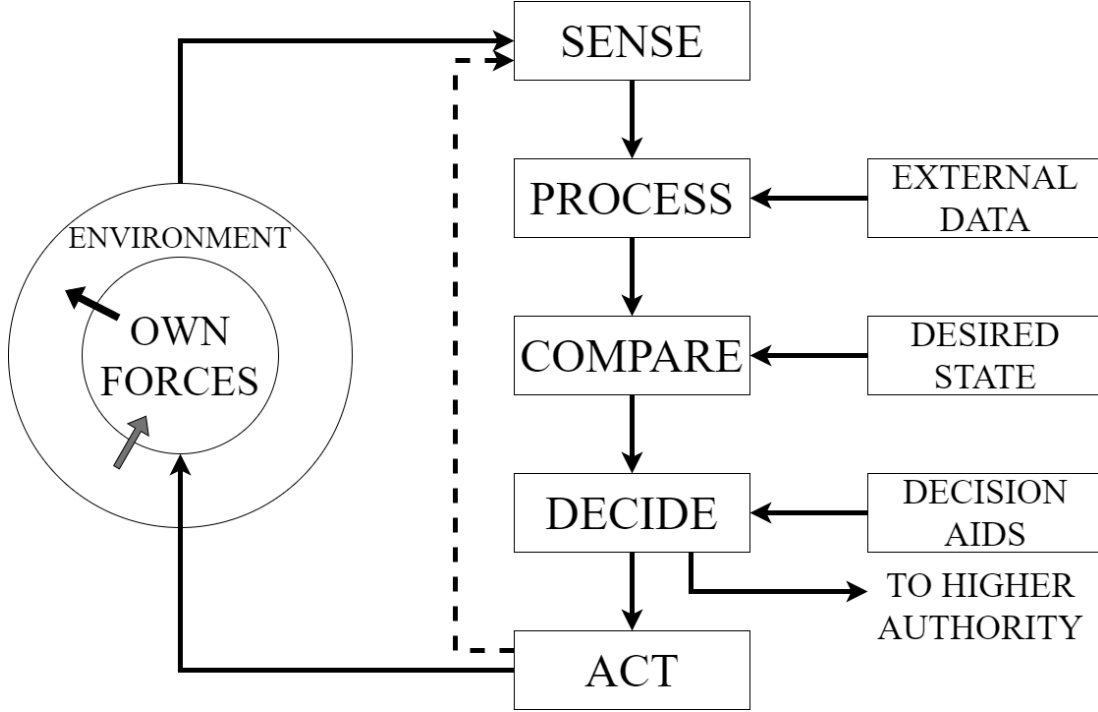 SENSE
PROCESS
EXTERNAL
DATA
ENVIRONMENT
OWN
FORCES
COMPARE
DESIRED
STATE
DECIDE
DECISION
AIDS
TO HIGHER
AUTHORITY
ACT